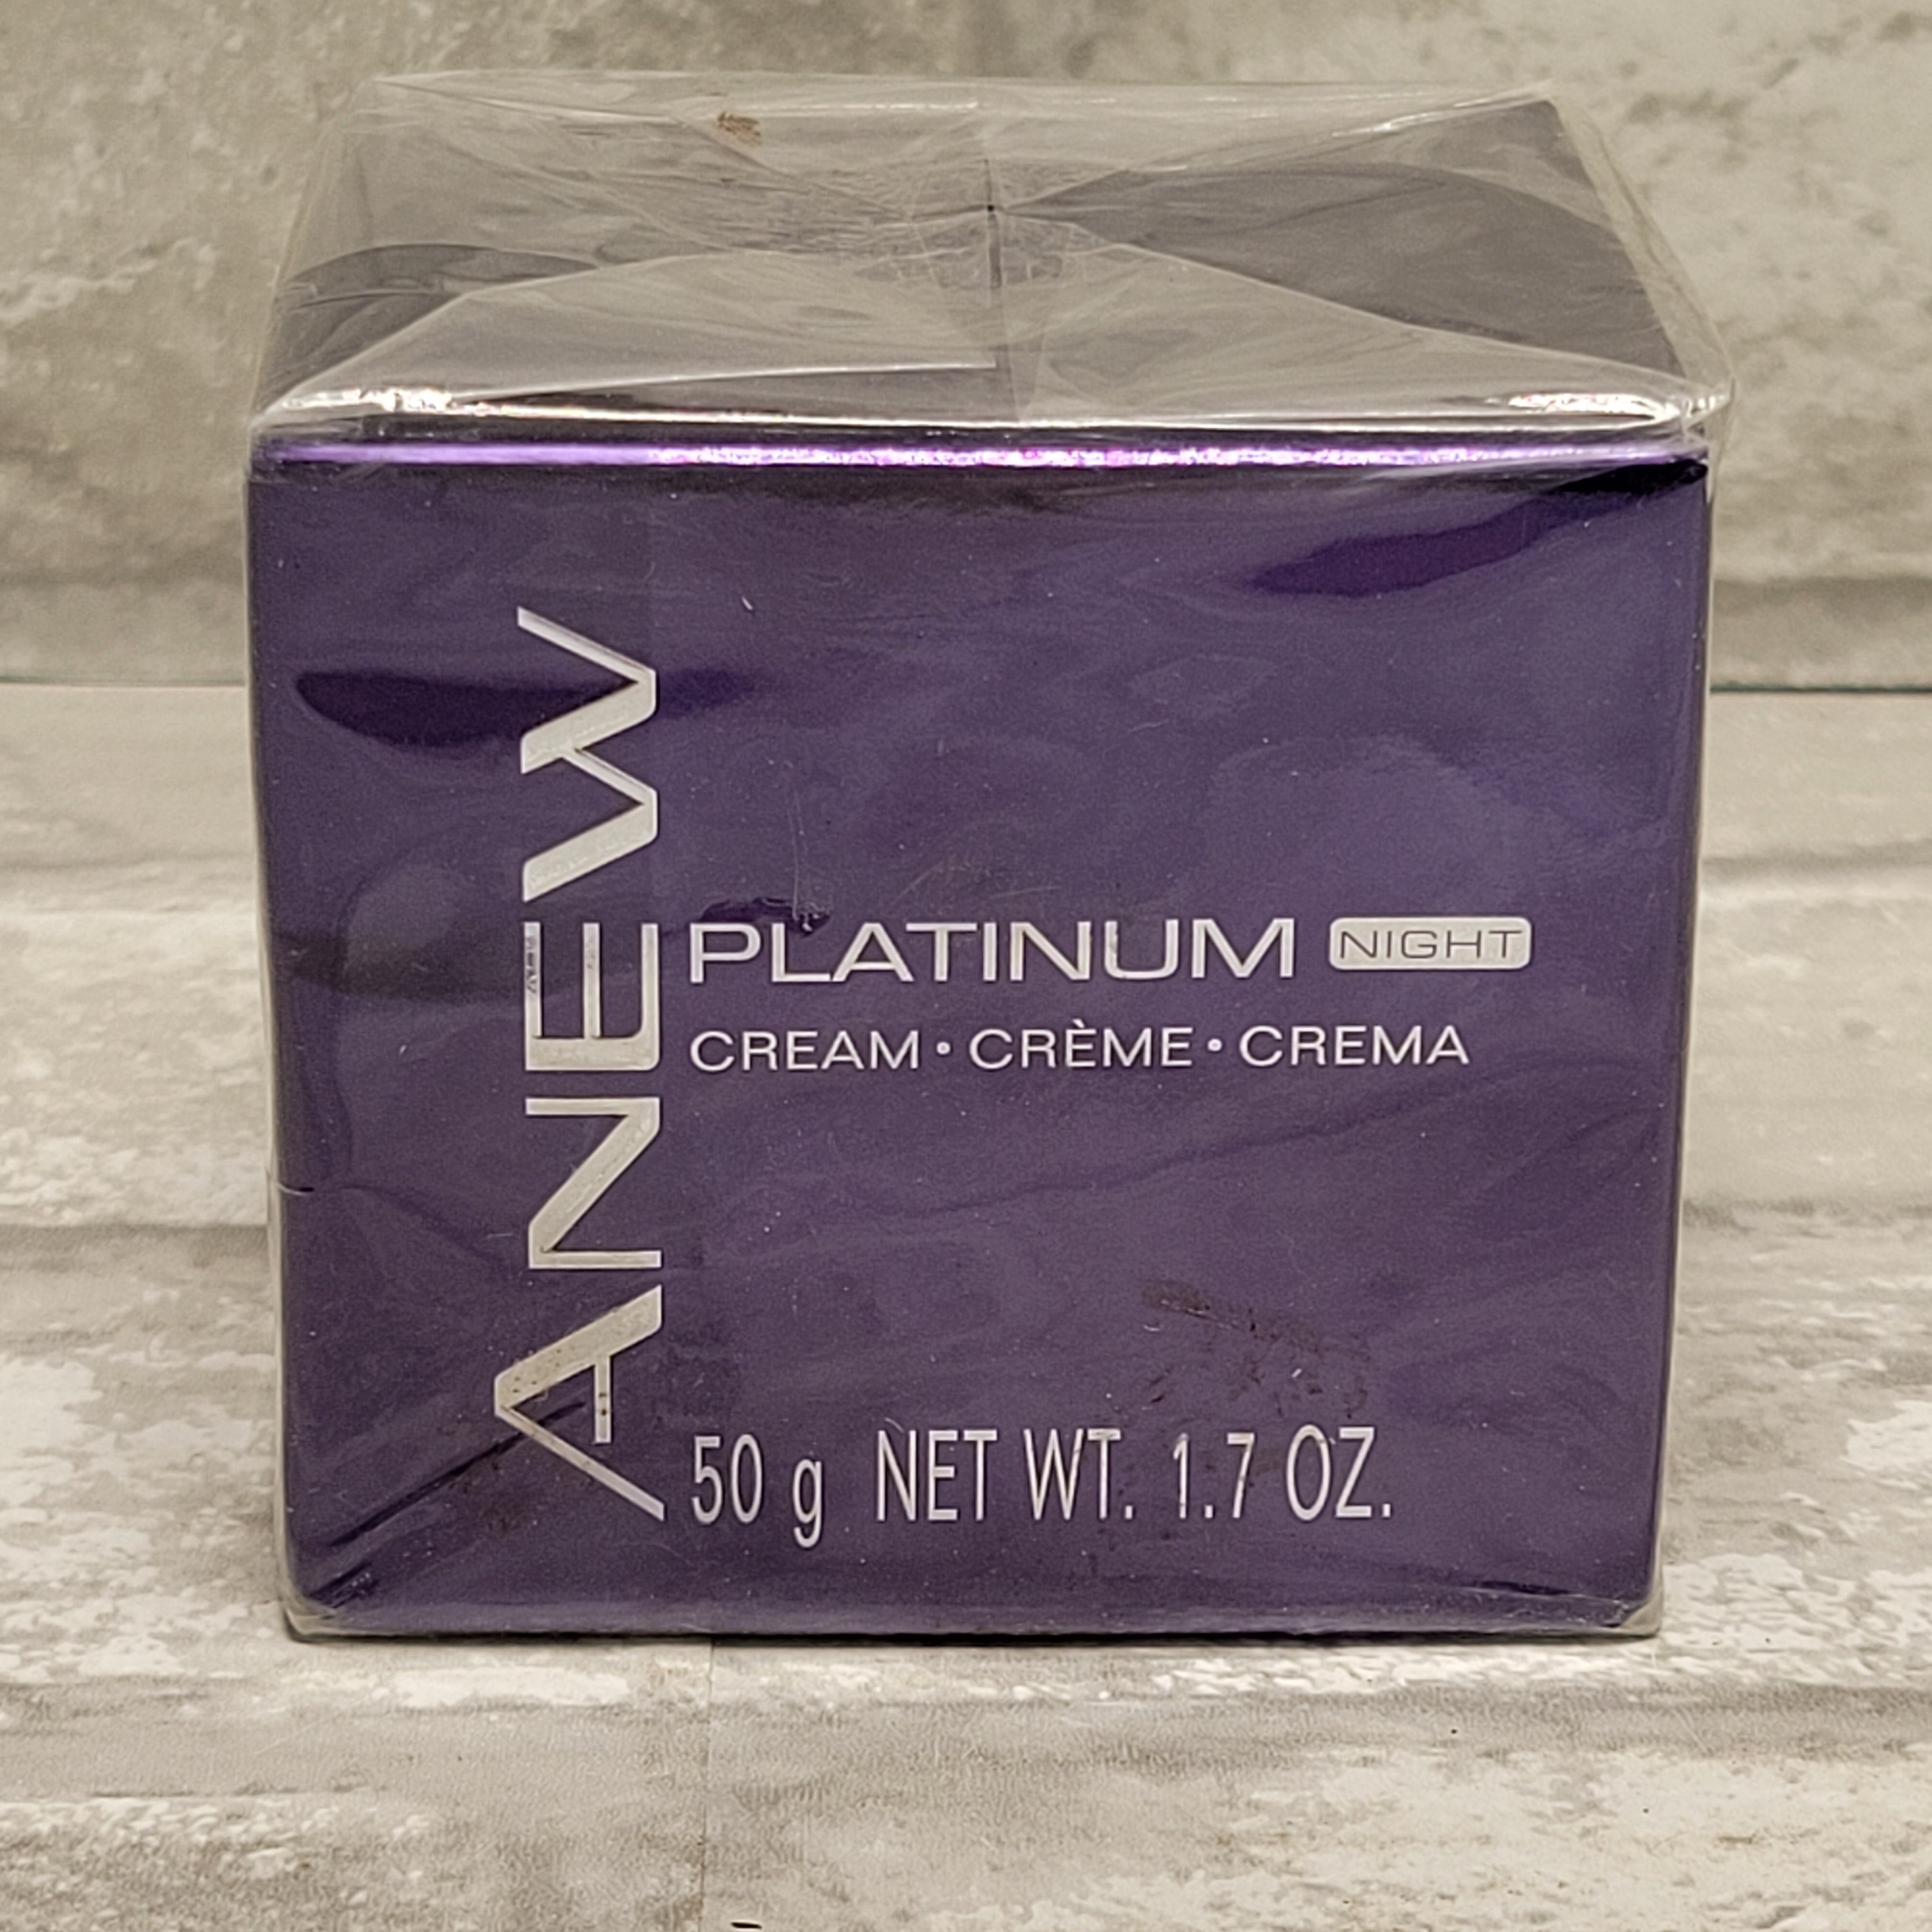 ANEW
PLATINUM NIGHT
CREAM • CRÈME • CREMA
50 g NET WT. 1.7 OZ.